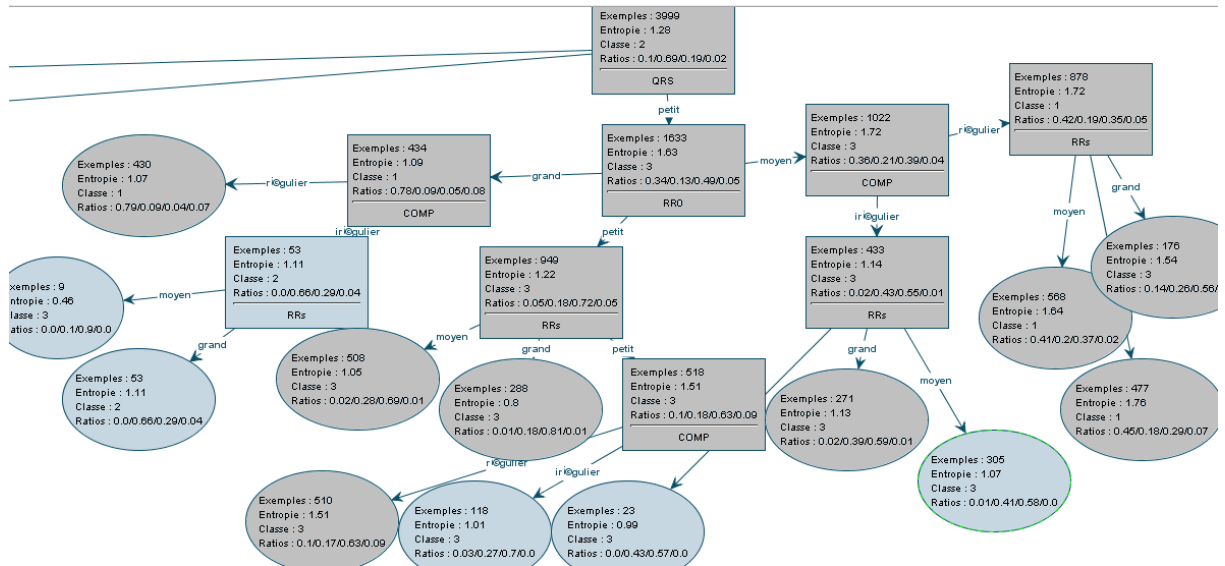 Exemples : 3999
Entropie : 1.28
Classe : 2
Ratios : 0.1/0.69/0.19/0.02
QRS
petit
Exemples : 878
Entropie : 1.72
Classe : 1
Ratios : 0.42/0.19/0.35/0.05
RRs
Exemples : 1022
Entropie : 1.72
Classe : 3
Ratios : 0.36/0.21/0.39/0.04
COMP
ri©gulier
Exemples : 1633
Entropie : 1.63
Classe : 3
Ratios : 0.34/0.13/0.49/0.05
RR0
moyen
grand
Exemples : 434
Entropie : 1.09
Classe : 1
Ratios : 0.78/0.09/0.05/0.08
COMP
ri©gulier
Exemples : 430
Entropie : 1.07
Classe : 1
Ratios : 0.79/0.09/0.04/0.07
iri©gulier
petit
iri©gulier
moyen
grand
Exemples : 53
Entropie : 1.11
Classe : 2
Ratios : 0.0/0.66/0.29/0.04
RRs
Exemples : 949
Entropie : 1.22
Classe : 3
Ratios : 0.05/0.18/0.72/0.05
RRs
Exemples : 433
Entropie : 1.14
Classe : 3
Ratios : 0.02/0.43/0.55/0.01
RRs
Exemples : 176
Entropie : 1.54
Classe : 3
Ratios : 0.14/0.26/0.56/
Exemples : 568
Entropie : 1.64
Classe : 1
Ratios : 0.41/0.2/0.37/0.02
Exemples : 9
Entropie : 0.46
Classe : 3
Ratios : 0.0/0.1/0.9/0.0
moyen
grand
Exemples : 53
Entropie : 1.11
Classe : 2
Ratios : 0.0/0.66/0.29/0.04
moyen
grand
petit
Exemples : 508
Entropie : 1.05
Classe : 3
Ratios : 0.02/0.28/0.69/0.01
Exemples : 288
Entropie : 0.8
Classe : 3
Ratios : 0.01/0.18/0.81/0.01
Exemples : 518
Entropie : 1.51
Classe : 3
Ratios : 0.1/0.18/0.63/0.09
COMP
grand
moyen
Exemples : 271
Entropie : 1.13
Classe : 3
Ratios : 0.02/0.39/0.59/0.01
Exemples : 477
Entropie : 1.76
Classe : 1
Ratios : 0.45/0.18/0.29/0.07
Exemples : 305
Entropie : 1.07
Classe : 3
Ratios : 0.01/0.41/0.58/0.0
ri©gulier
iri©gulier
Exemples : 510
Entropie : 1.51
Classe : 3
Ratios : 0.1/0.17/0.63/0.09
Exemples : 118
Entropie : 1.01
Classe : 3
Ratios : 0.03/0.27/0.7/0.0
Exemples : 23
Entropie : 0.99
Classe : 3
Ratios : 0.0/0.43/0.57/0.0